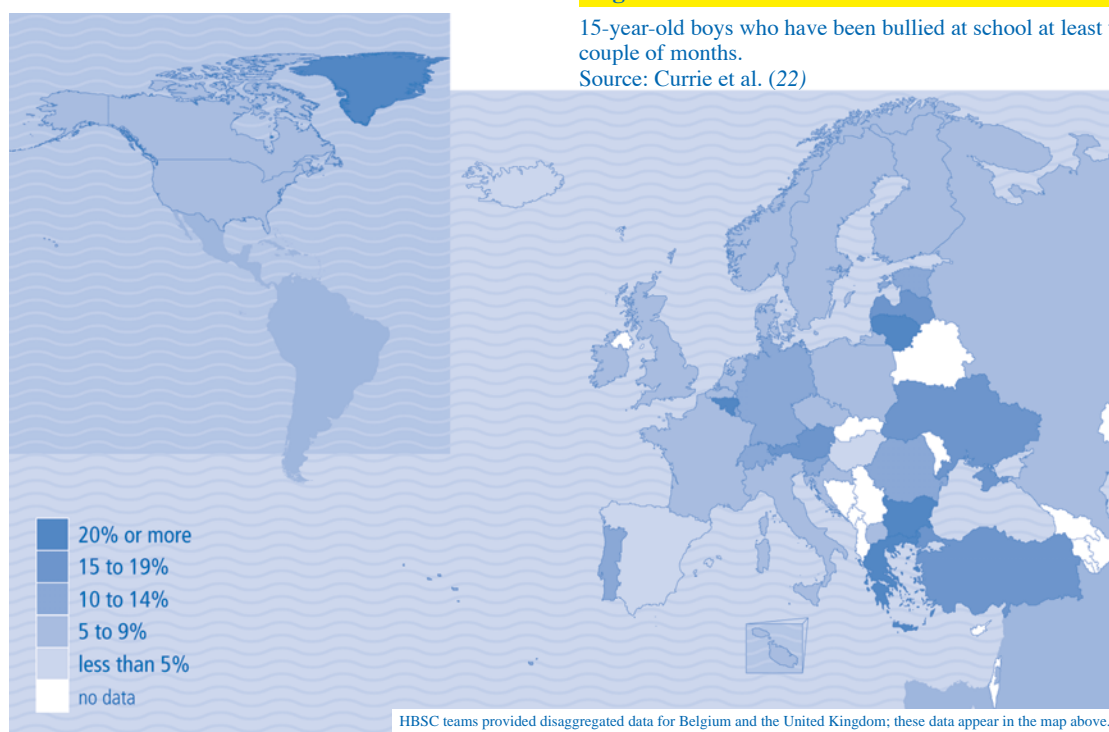 15-year-old boys who have been bullied at school at least
couple of months.
Source: Currie et al. (22)
20% or more
15 to 19%
10 to 14%
5 to 9%
less than 5%
no data
HBSC teams provided disaggregated data for Belgium and the United Kingdom; these data appear in the map above.